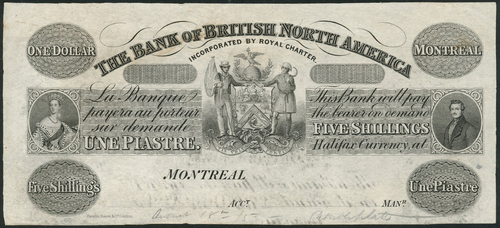 ONE DOLLAR
THE BANK OF BRITISH NORTH AMERICA
MONTREAL
INCORPORATED BY ROYAL CHARTER.
La Banque
payera au porteur
sur demande
UNE PIASTRE.
This Bank will pay
the bearer on demand
FIVE SHILLINGS
Halifax Currency, at
MONTREAL
Five Shillings
ACCT.
MANR.
Une Piastre